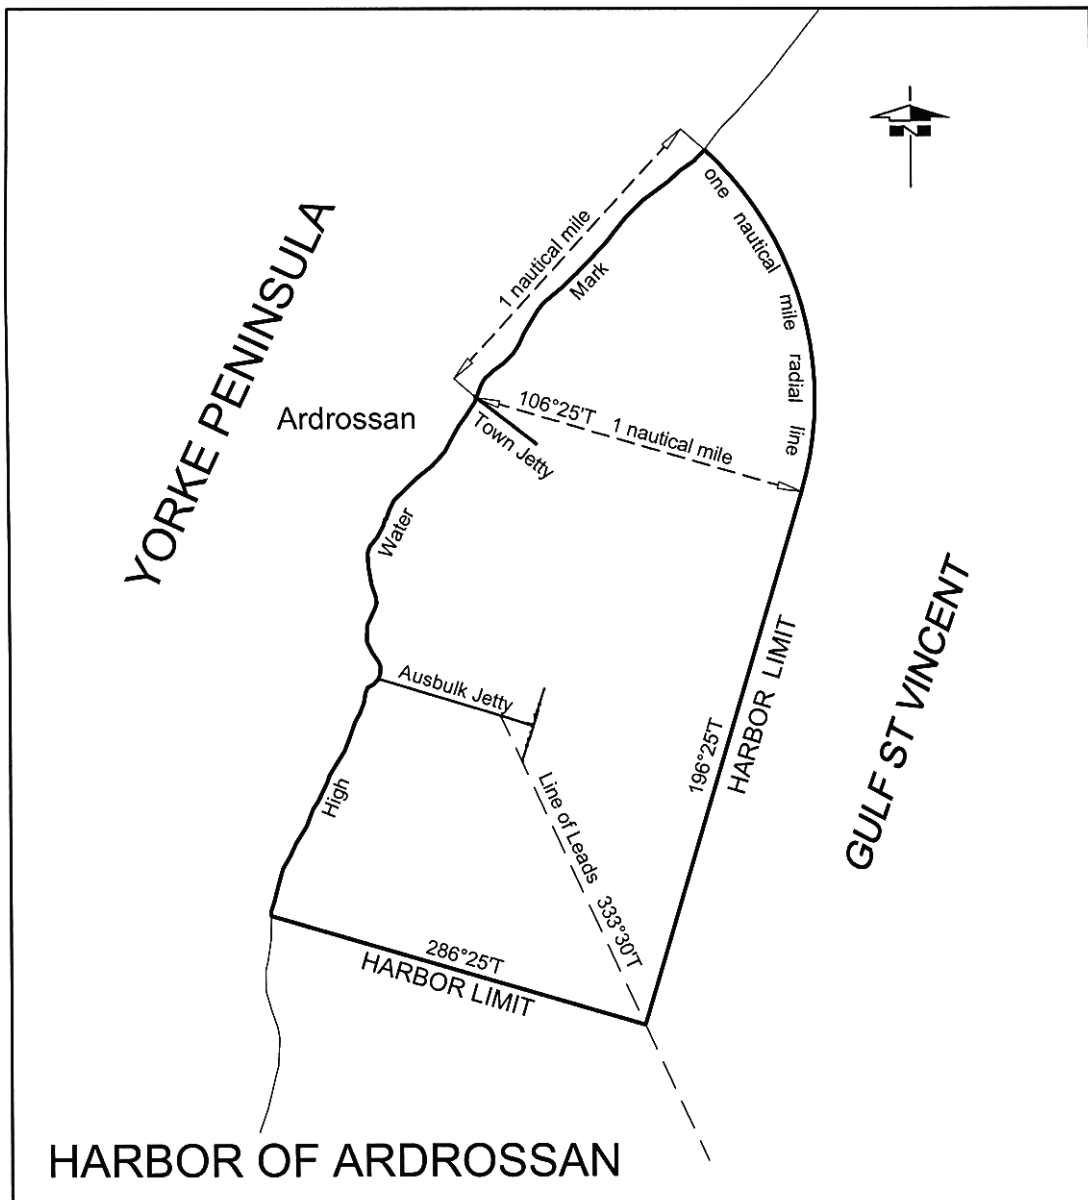 N
one nautical mile radial line
1 nautical mile
Mark
YORKE PENINSULA
Ardrossan
106°25'T 1 nautical mile
Town Jetty
Water
Ausbulk Jetty
High
Line of Leads 333°30'T
196°25'T
HARBOR LIMIT
GULF ST VINCENT
286°25'T
HARBOR LIMIT
HARBOR OF ARDROSSAN